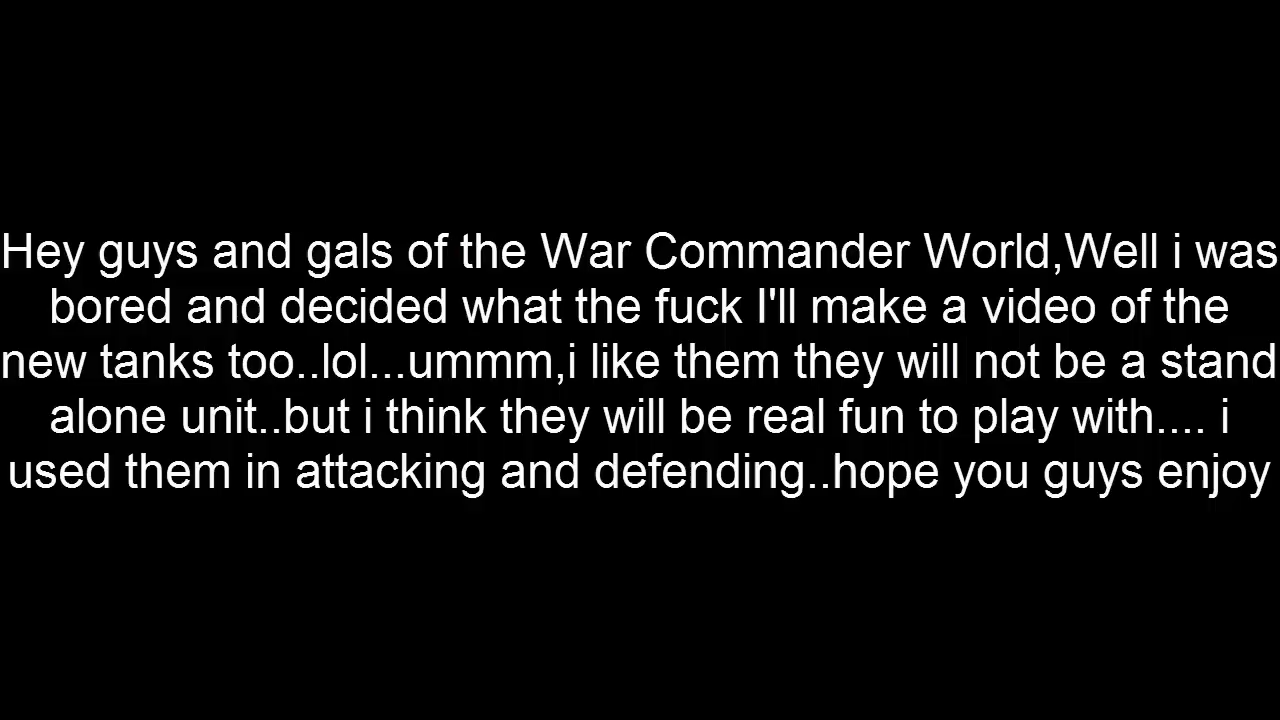 Hey guys and gals of the War Commander World,Well i was
bored and decided what the fuck I'll make a video of the
new tanks too..lol...ummm,i like them they will not be a stand
alone unit..but i think they will be real fun to play with.... i
used them in attacking and defending..hope you guys enjoy